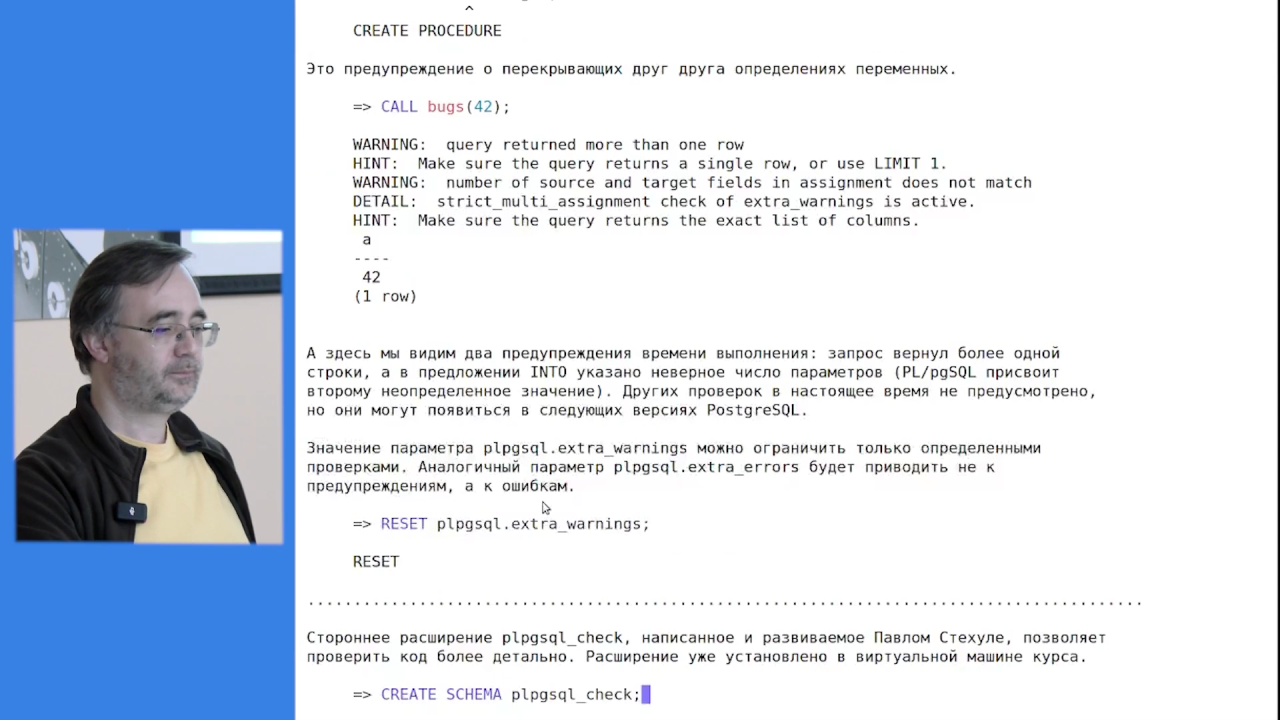 ^
CREATE PROCEDURE
Это предупреждение о перекрывающих друг друга определениях переменных.
=> CALL bugs(42);
WARNING:  query returned more than one row
HINT:  Make sure the query returns a single row, or use LIMIT 1.
WARNING:  number of source and target fields in assignment does not match
DETAIL:  strict_multi_assignment check of extra_warnings is active.
HINT:  Make sure the query returns the exact list of columns.
a
----
42
(1 row)
А здесь мы видим два предупреждения времени выполнения: запрос вернул более одной
строки, а в предложении INTO указано неверное число параметров (PL/pgSQL присвоит
второму неопределенное значение). Других проверок в настоящее время не предусмотрено,
но они могут появиться в следующих версиях PostgreSQL.
Значение параметра plpgsql.extra_warnings можно ограничить только определенными
проверками. Аналогичный параметр plpgsql.extra_errors будет приводить не к
предупреждениям, а к ошибкам.
=> RESET plpgsql.extra_warnings;
RESET
..........................................................................................
Стороннее расширение plpgsql_check, написанное и развиваемое Павлом Стехуле, позволяет
проверить код более детально. Расширение уже установлено в виртуальной машине курса.
=> CREATE SCHEMA plpgsql_check;